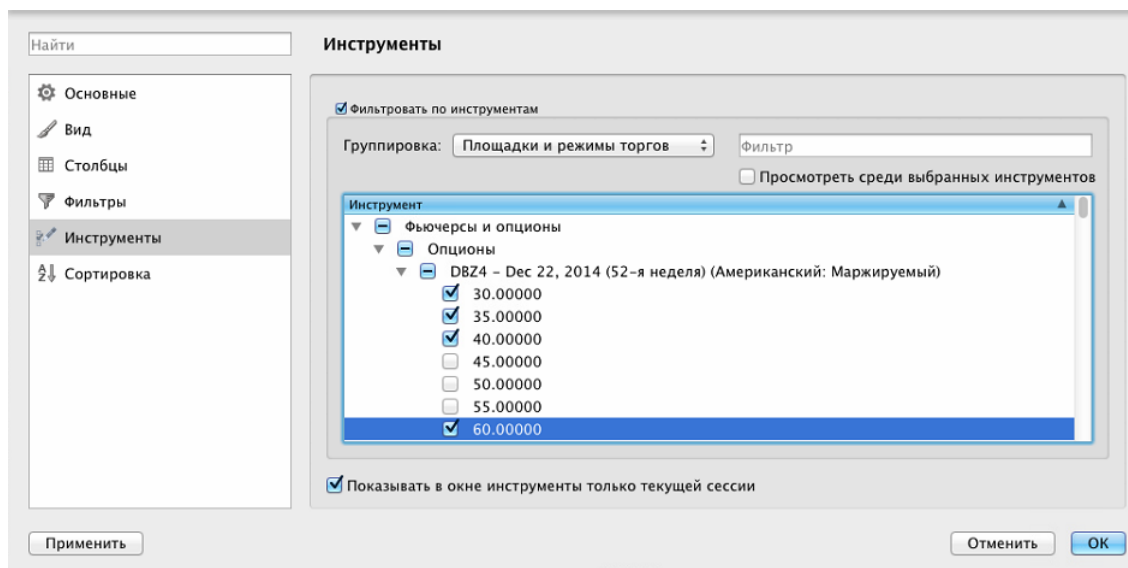 Найти
Основные
Вид
Столбцы
Фильтры
Инструменты
Сортировка
Инструменты
Фильтровать по инструментам
Группировка: Площадки и режимы торгов Фильтр
Просмотреть среди выбранных инструментов
Инструмент
Фьючерсы и опционы
Опционы
DBZ4 – Dec 22, 2014 (52-я неделя) (Американский: Маржируемый)
30.00000
35.00000
40.00000
45.00000
50.00000
55.00000
60.00000
Показывать в окне инструменты только текущей сессии
Применить Отменить OK